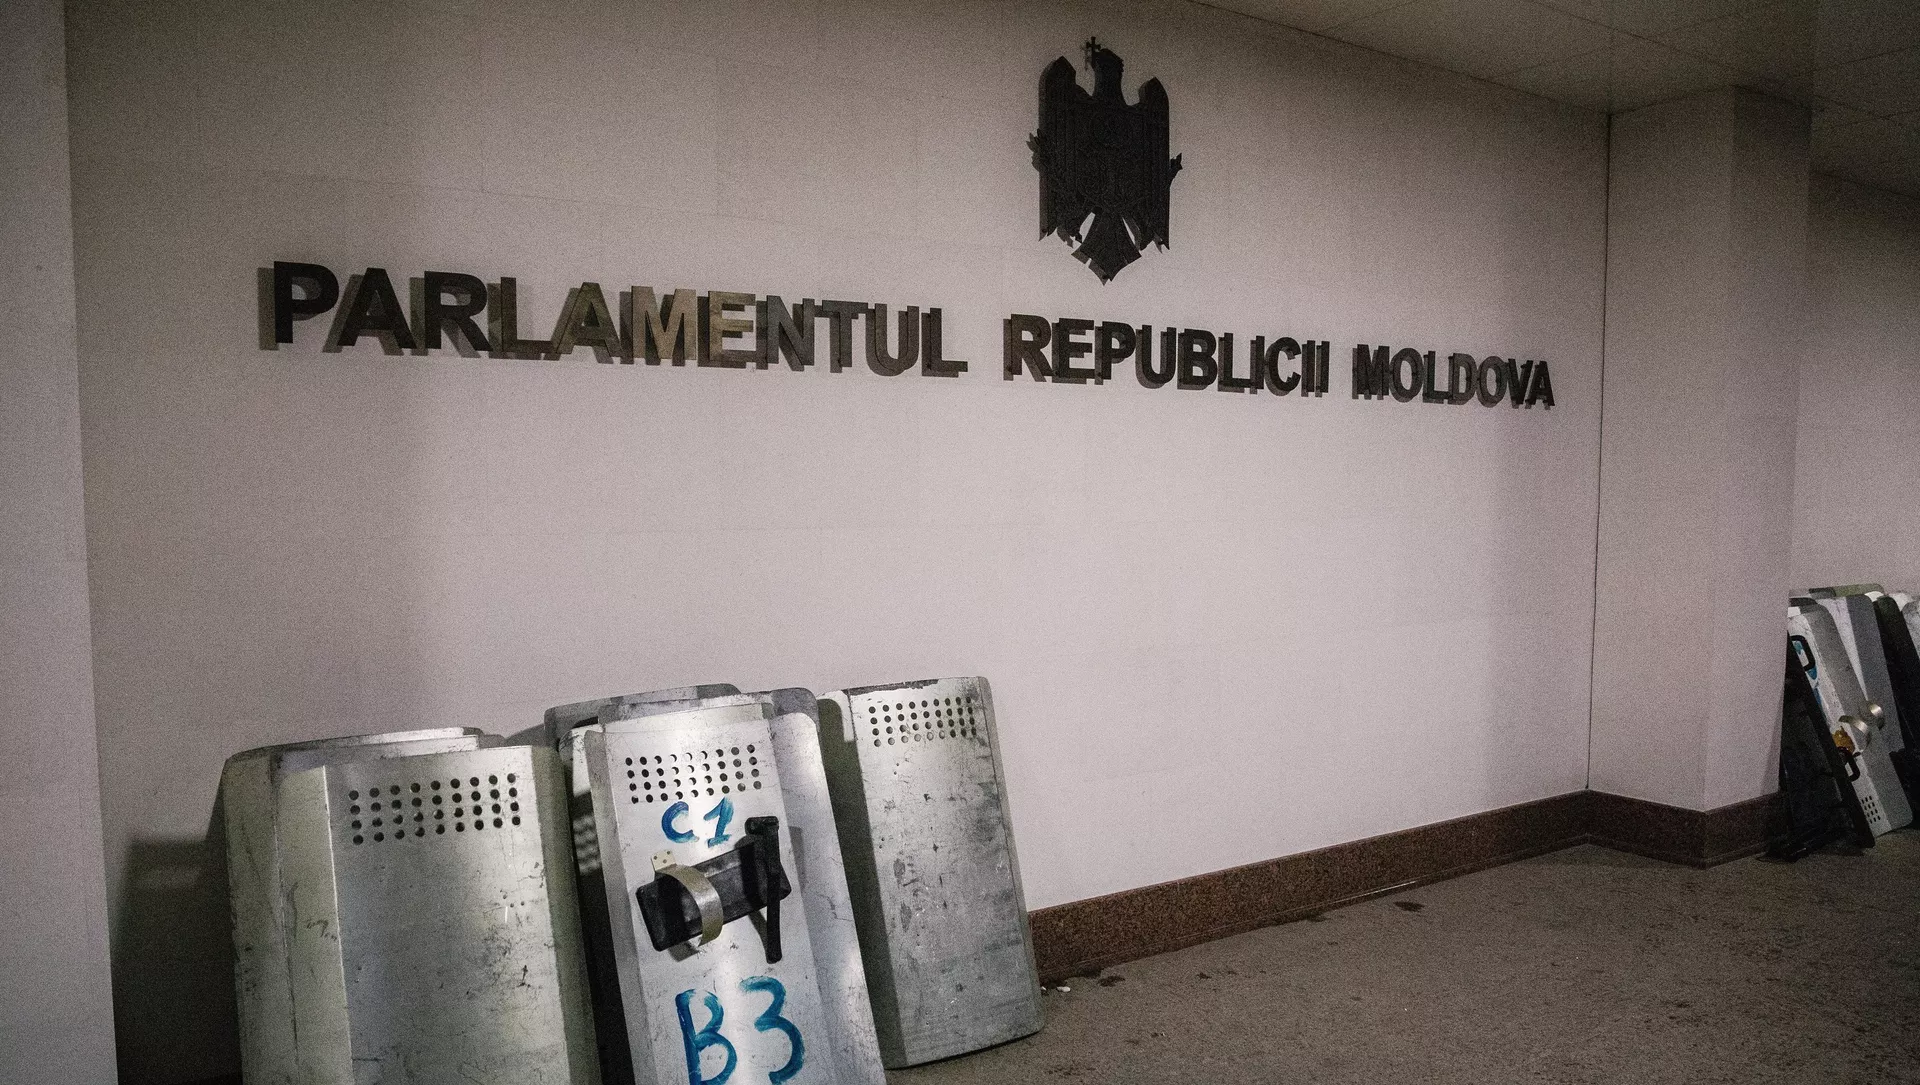 PARLAMENTUL REPUBLICII MOLDOVA
C1
B3